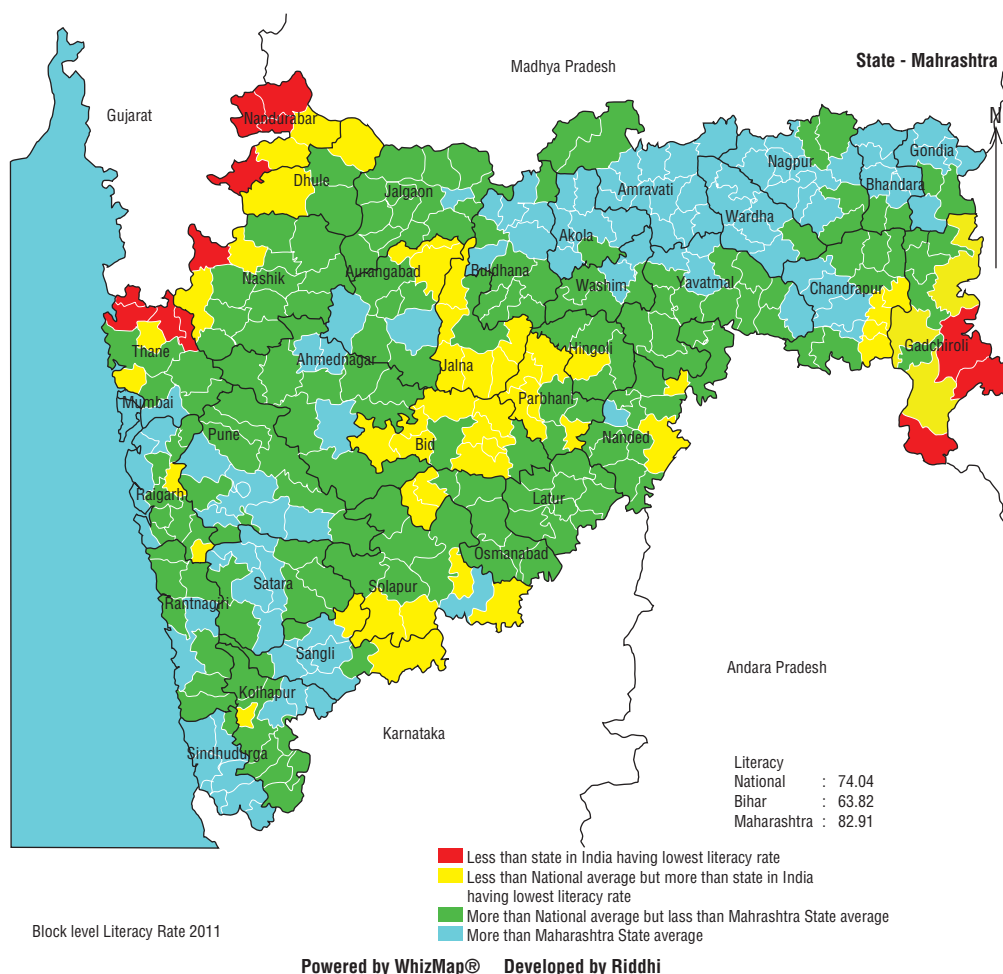 State - Mahrashtra
Madhya Pradesh
Gujarat
N
Nandurabar
Gondia
Nagpur
Dhule
Bhandara
Jalgaon
Amravati
Wardha
Akola
Nashik
Aurangabad
Buldhana
Washim
Yavatmal
Chandrapur
Thane
Ahmednagar
Jalna
Hingoli
Gadchiroli
Mumbai
Parbhani
Pune
Bid
Nanded
Raigarh
Latur
Osmanabad
Satara
Solapur
Rantnagiri
Sangli
Andara Pradesh
Kolhapur
Karnataka
Sindhudurga
Literacy
National : 74.04
Bihar : 63.82
Maharashtra : 82.91
Less than state in India having lowest literacy rate
Less than National average but more than state in India
having lowest literacy rate
More than National average but lass than Mahrashtra State average
More than Maharashtra State average
Block level Literacy Rate 2011
Powered by WhizMap® Developed by Riddhi